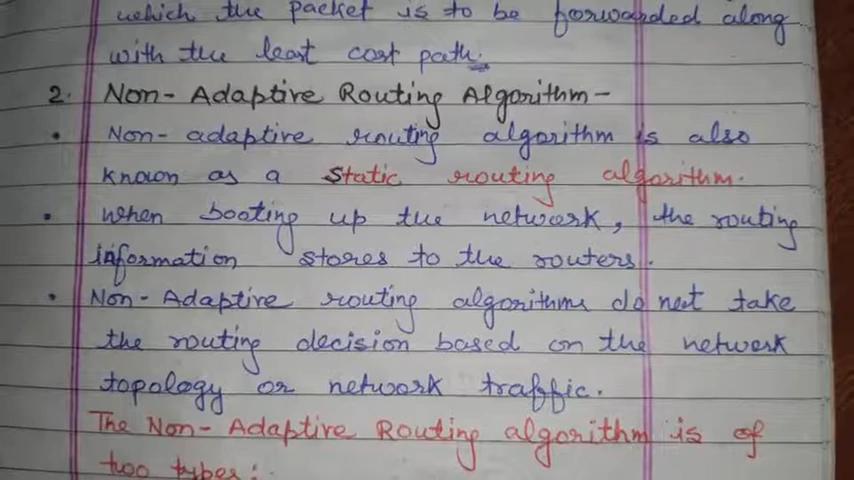 which the packet is to be forwarded along
with the least cost path.
2. Non- Adaptive Routing Algorithm-
• Non- adaptive routing algorithm is also
known as a static routing algorithm.
• when booting up the network, the routing
information stores to the routers.
• Non- Adaptive routing algorithms do not take
the routing decision based on the network
topology or network traffic.
The Non- Adaptive Routing algorithm is of
two types: